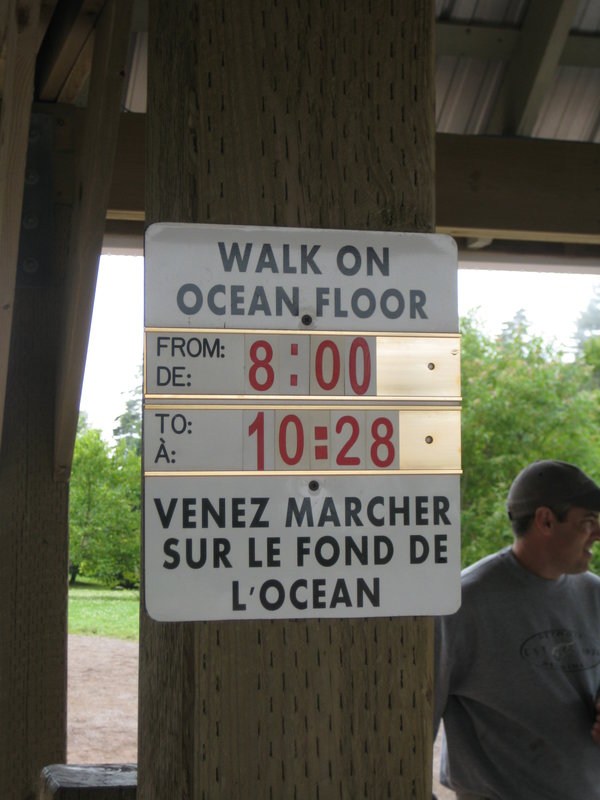 WALK ON
OCEAN FLOOR
FROM: 8:00
DE:
TO: 10:28
À:
VENEZ MARCHER
SUR LE FOND DE
L'OCEAN